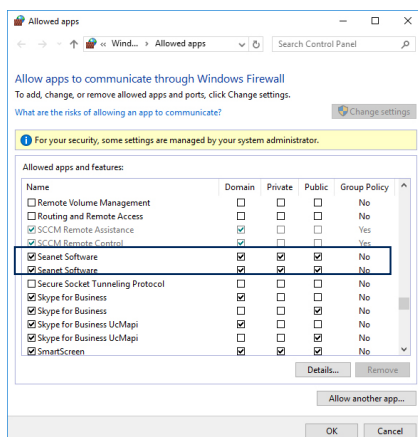 Allowed apps
« Wind... › Allowed apps
Search Control Panel
Allow apps to communicate through Windows Firewall
To add, change, or remove allowed apps and ports, click Change settings.
What are the risks of allowing an app to communicate?
Change settings
For your security, some settings are managed by your system administrator.
Allowed apps and features:
Name Domain Private Public Group Policy
Remote Volume Management No
Routing and Remote Access No
SCCM Remote Assistance Yes
SCCM Remote Control Yes
Seanet Software No
Seanet Software No
Secure Socket Tunneling Protocol No
Skype for Business No
Skype for Business No
Skype for Business UcMapi No
Skype for Business UcMapi No
SmartScreen No
Details... Remove
Allow another app...
OK Cancel